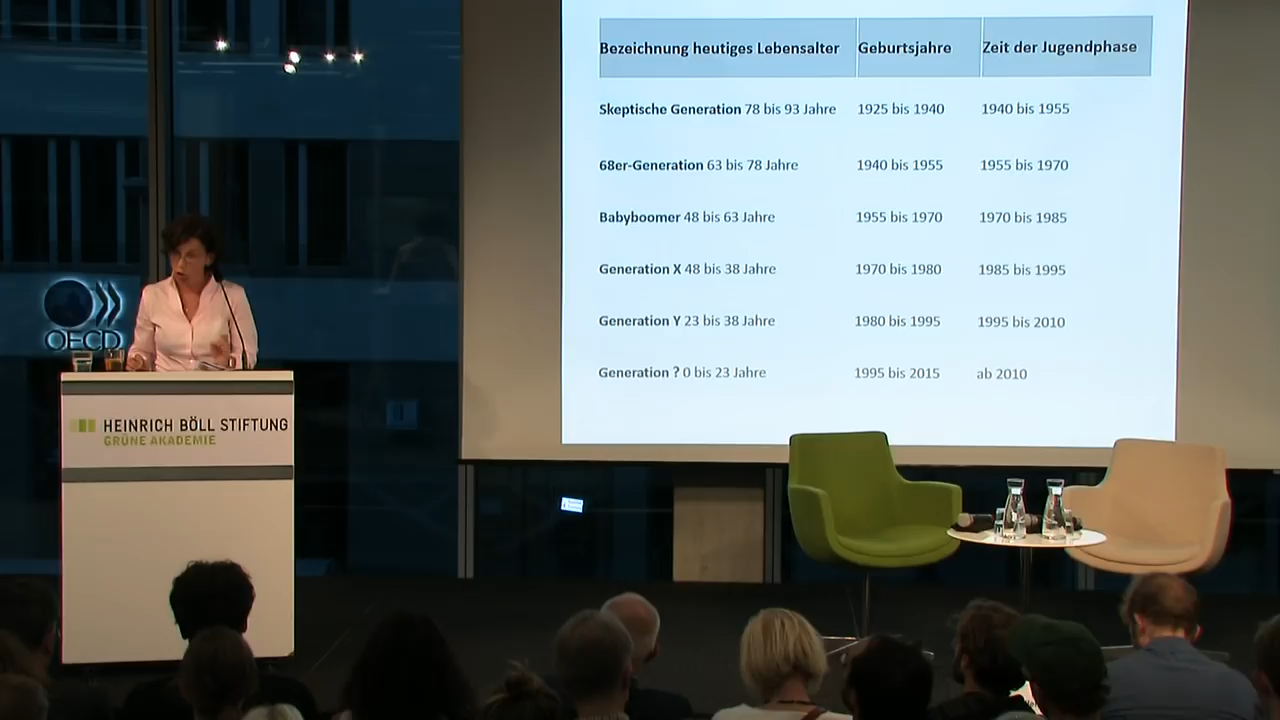 Bezeichnung heutiges Lebensalter Geburtsjahre Zeit der Jugendphase
Skeptische Generation 78 bis 93 Jahre 1925 bis 1940 1940 bis 1955
68er-Generation 63 bis 78 Jahre 1940 bis 1955 1955 bis 1970
Babyboomer 48 bis 63 Jahre 1955 bis 1970 1970 bis 1985
Generation X 48 bis 38 Jahre 1970 bis 1980 1985 bis 1995
Generation Y 23 bis 38 Jahre 1980 bis 1995 1995 bis 2010
Generation ? 0 bis 23 Jahre 1995 bis 2015 ab 2010
OECD
HEINRICH BÖLL STIFTUNG
GRÜNE AKADEMIE